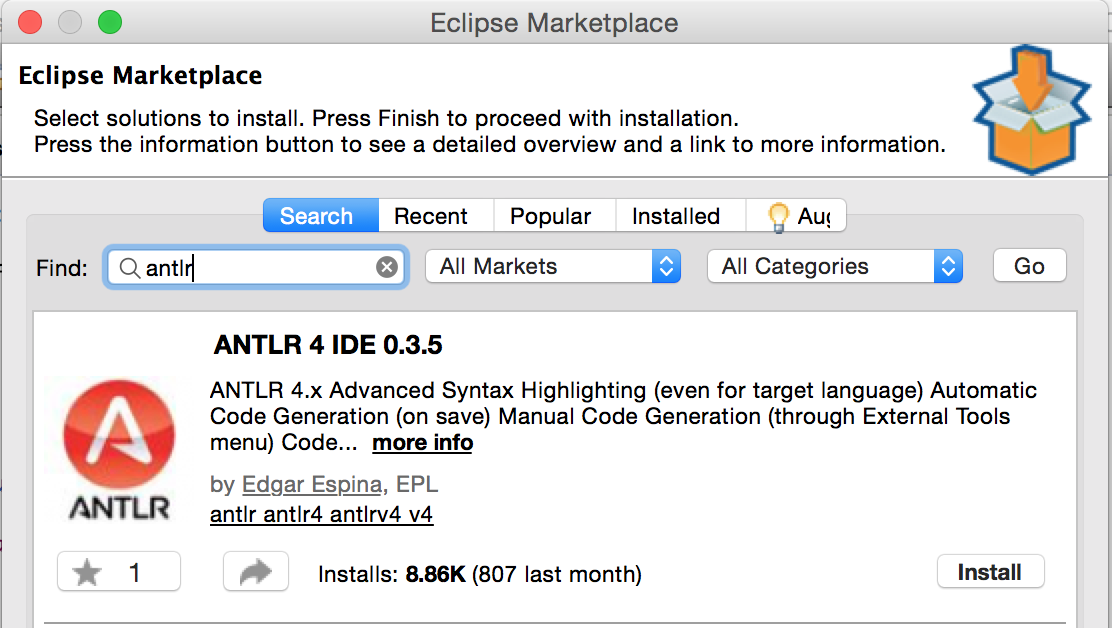 Eclipse Marketplace
Eclipse Marketplace
Select solutions to install. Press Finish to proceed with installation.
Press the information button to see a detailed overview and a link to more information.
Search Recent Popular Installed
Find: antlr All Markets All Categories Go
ANTLR 4 IDE 0.3.5
ANTLR 4.x Advanced Syntax Highlighting (even for target language) Automatic
Code Generation (on save) Manual Code Generation (through External Tools
menu) Code... more info
by Edgar Espina, EPL
ANTLR
antlr antlr4 antlrv4 v4
1 Installs: 8.86K (807 last month) Install